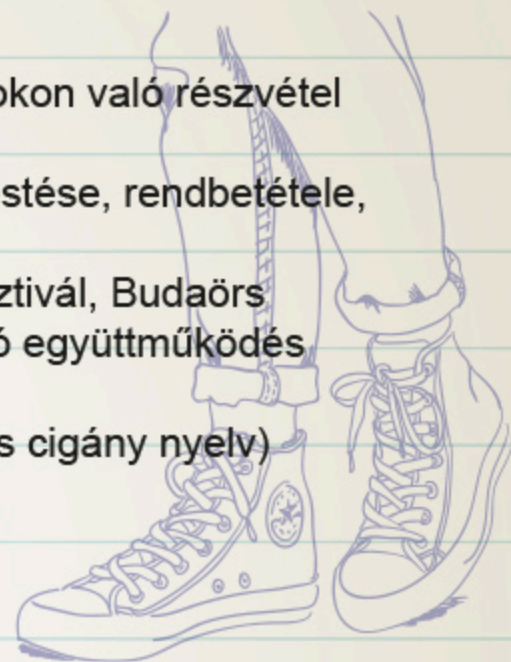 okon való részvétel
stése, rendbetétele,
ztivál, Budaörs
ó együttműködés
s cigány nyelv)